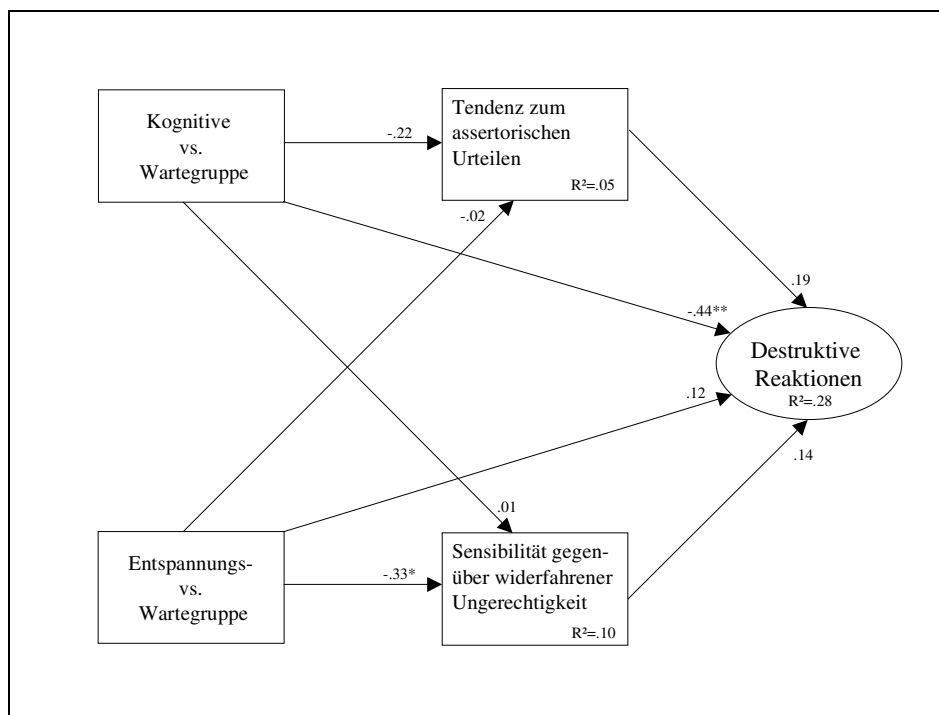 Kognitive
vs.
Wartegruppe
-.22
Tendenz zum
assertorischen
Urteilen
R²=.05
-.02
.19
-.44**
Destruktive
Reaktionen
R²=.28
.12
.14
.01
Entspannungs-
vs.
Wartegruppe
-.33*
Sensibilität gegen-
über widerfahrener
Ungerechtigkeit
R²=.10